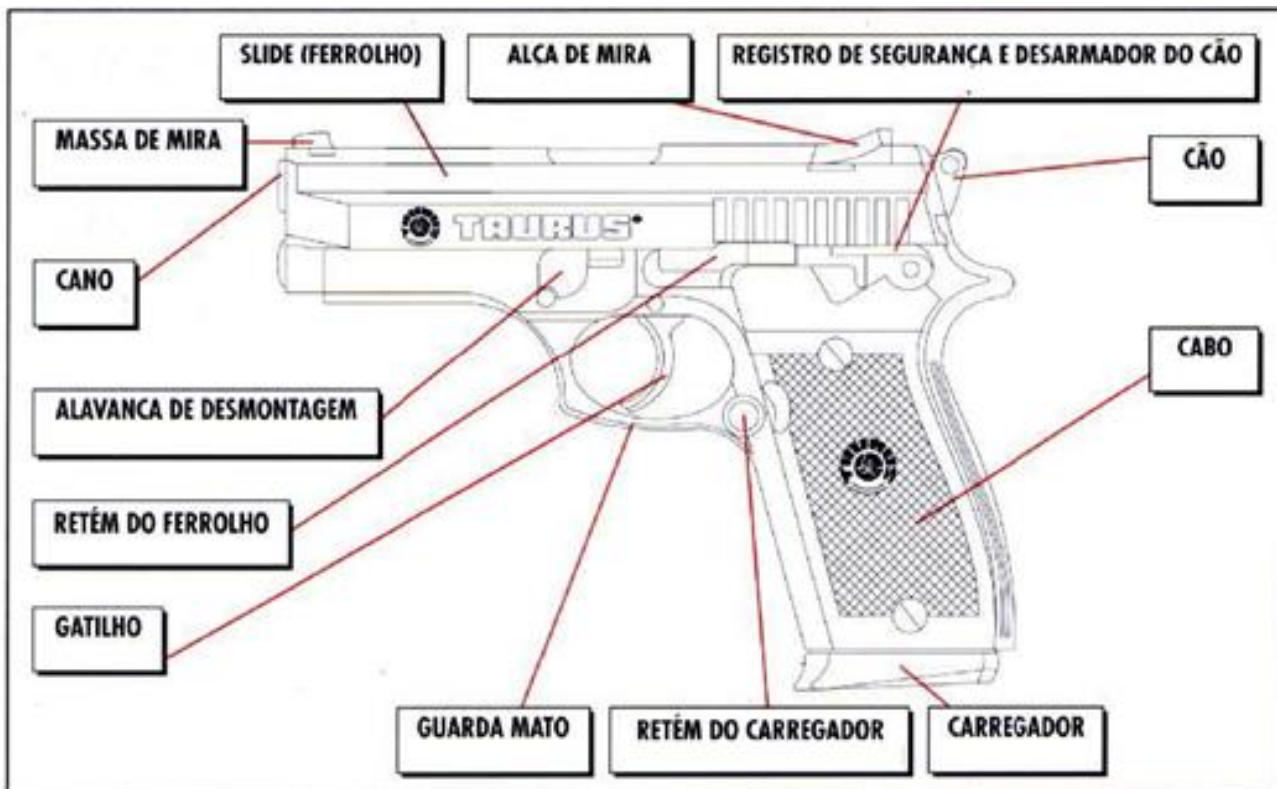 SLIDE (FERROLHO)
ALÇA DE MIRA
REGISTRO DE SEGURANÇA E DESARMADOR DO CÃO
MASSA DE MIRA
CÃO
TAURUS
CANO
CABO
ALAVANCA DE DESMONTAGEM
RETÉM DO FERROLHO
GATILHO
GUARDA MATO
RETÉM DO CARREGADOR
CARREGADOR